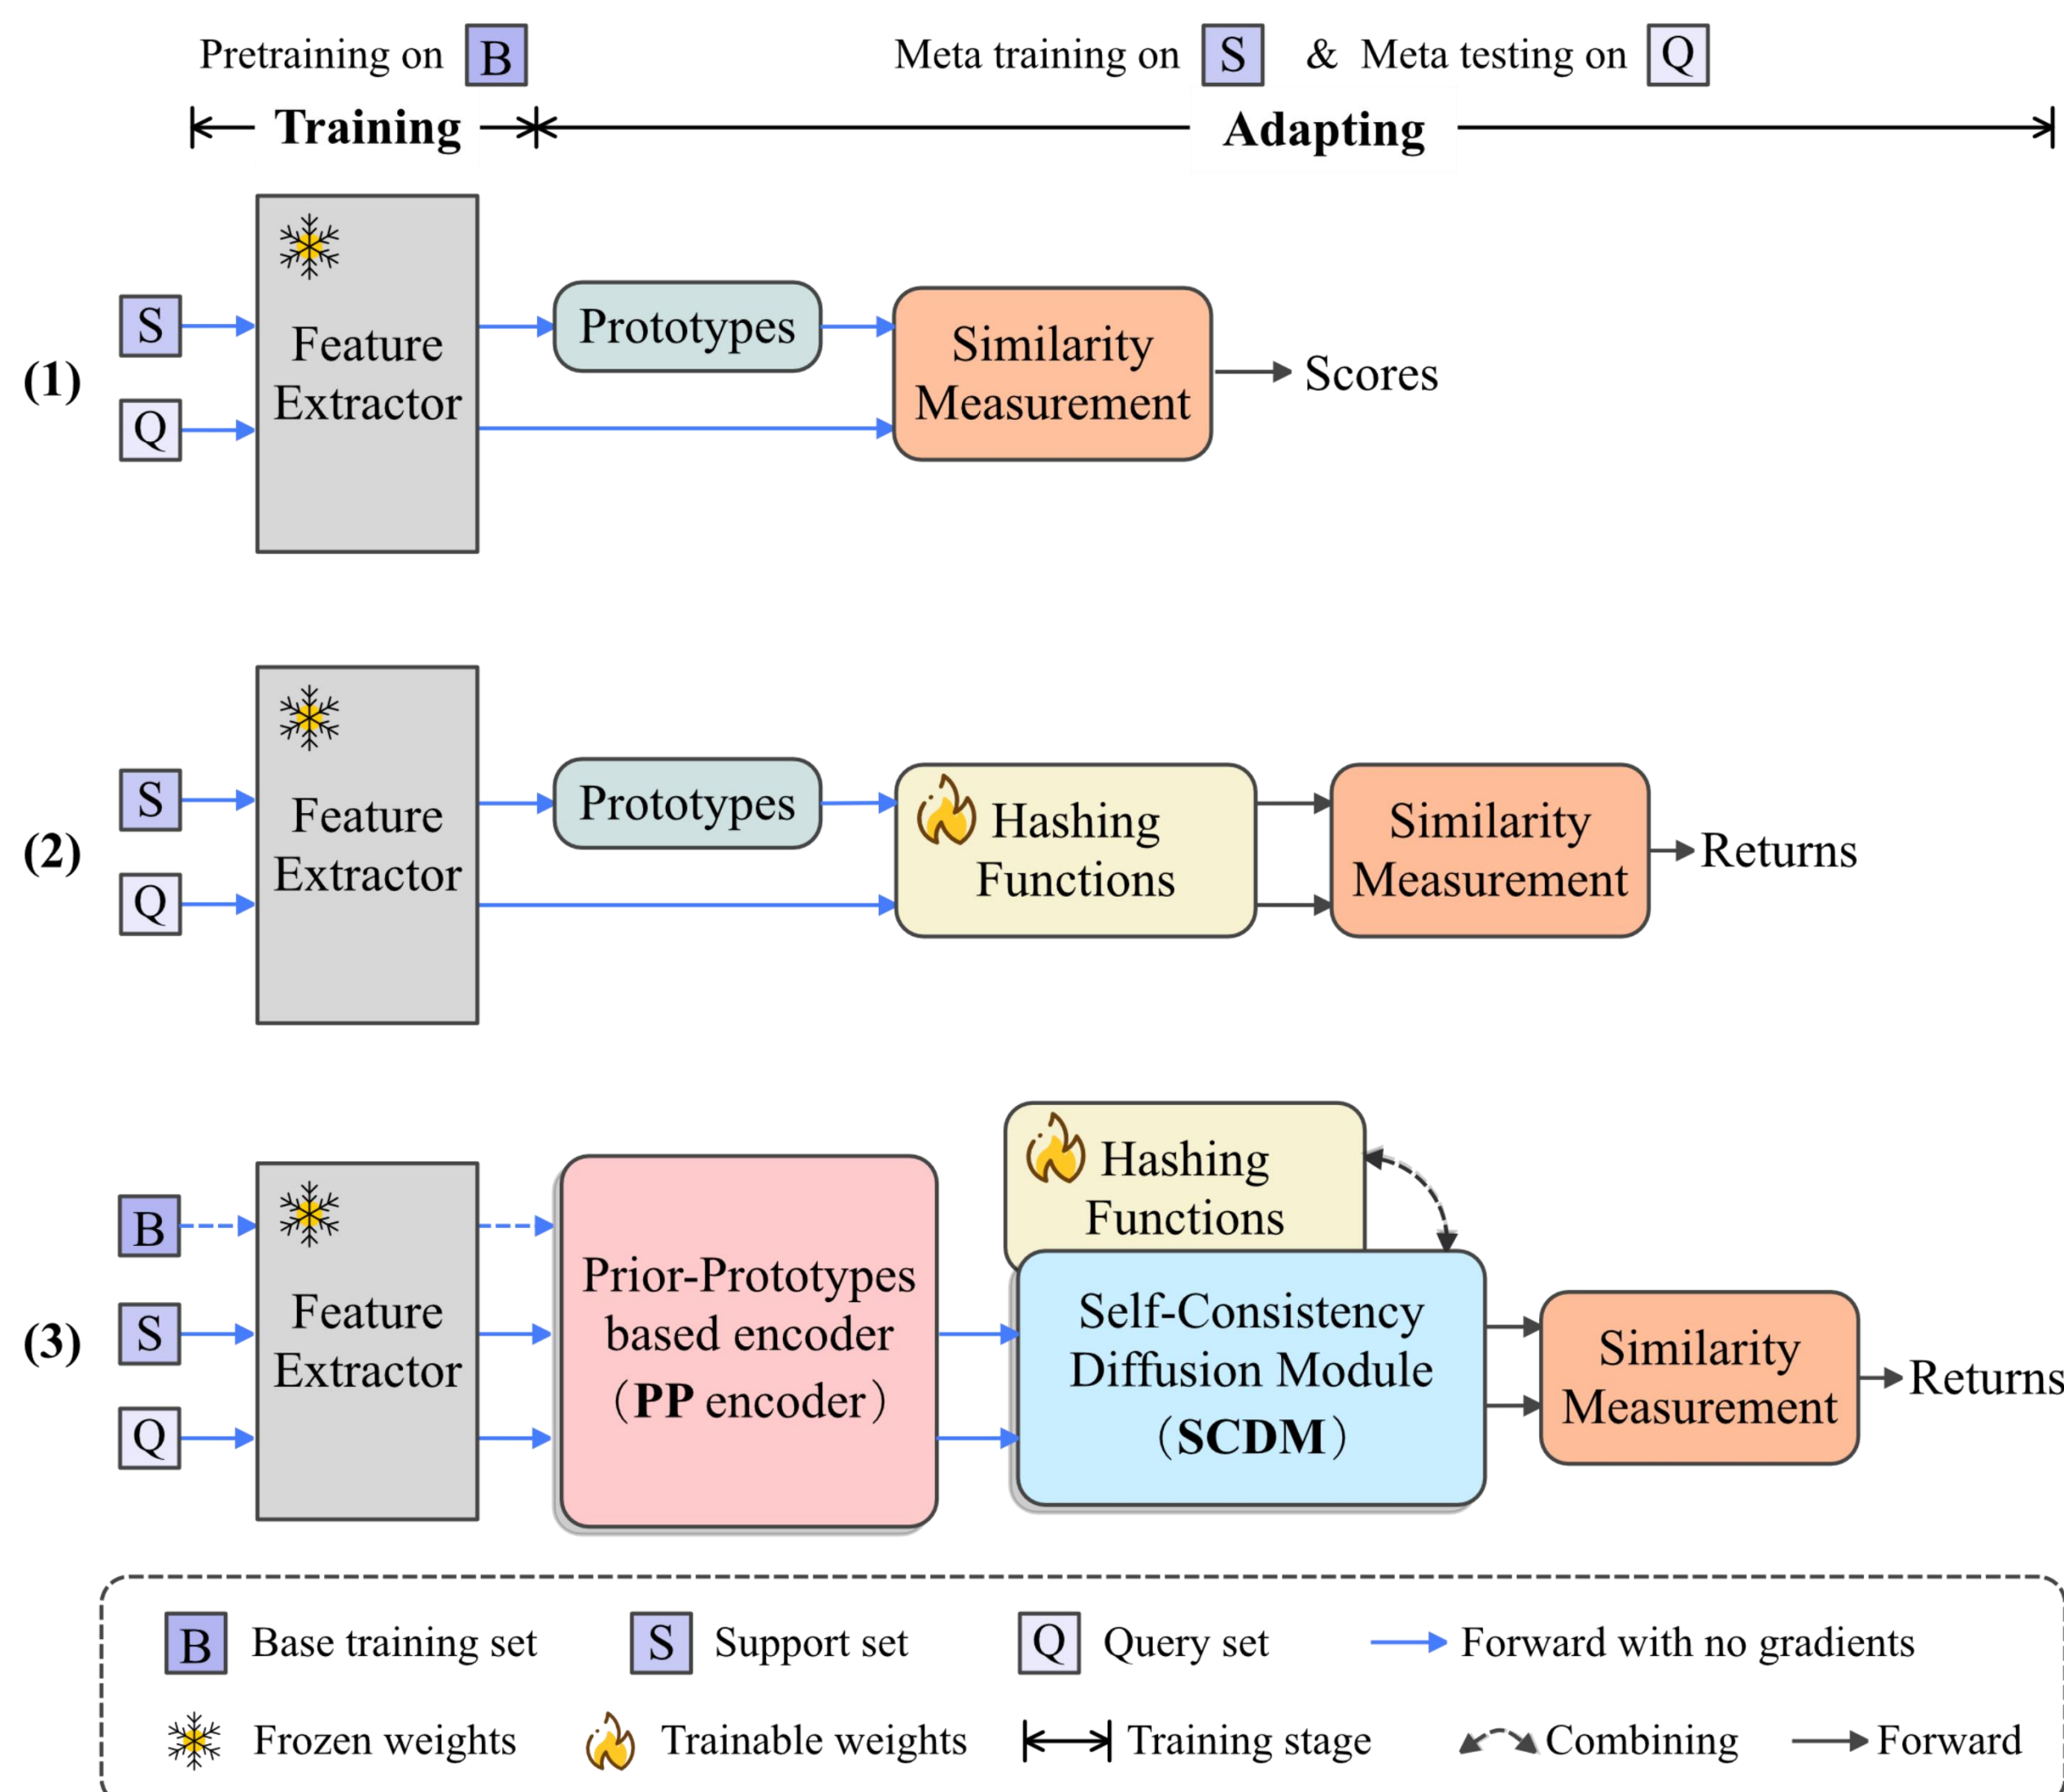 Pretraining on B
Meta training on S & Meta testing on Q
Training
Adapting
(1)
S
Q
Feature
Extractor
Prototypes
Similarity
Measurement
Scores
(2)
S
Q
Feature
Extractor
Prototypes
Hashing
Functions
Similarity
Measurement
Returns
(3)
B
S
Q
Feature
Extractor
Prior-Prototypes
based encoder
（PP encoder）
Hashing
Functions
Self-Consistency
Diffusion Module
（SCDM）
Similarity
Measurement
Returns
B Base training set
S Support set
Q Query set
Forward with no gradients
Frozen weights
Trainable weights
Training stage
Combining
Forward